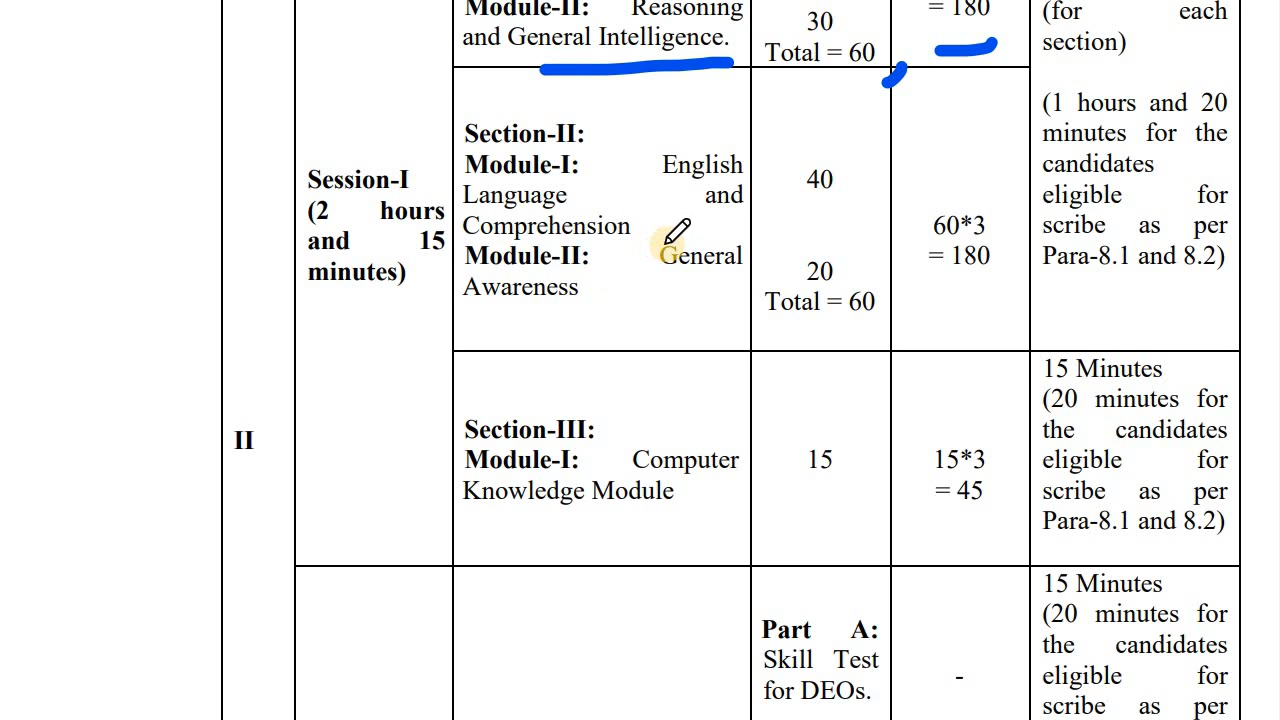 Module-II: Reasoning
and General Intelligence.
30
Total = 60
= 180
(for each
section)
(1 hours and 20
minutes for the
candidates
eligible for
scribe as per
Para-8.1 and 8.2)
II
Session-I
(2 hours
and 15
minutes)
Section-II:
Module-I: English
Language and
Comprehension
Module-II: General
Awareness
40
20
Total = 60
60*3
= 180
Section-III:
Module-I: Computer
Knowledge Module
15
15*3
= 45
15 Minutes
(20 minutes for
the candidates
eligible for
scribe as per
Para-8.1 and 8.2)
Part A:
Skill Test
for DEOs.
-
15 Minutes
(20 minutes for
the candidates
eligible for
scribe as per